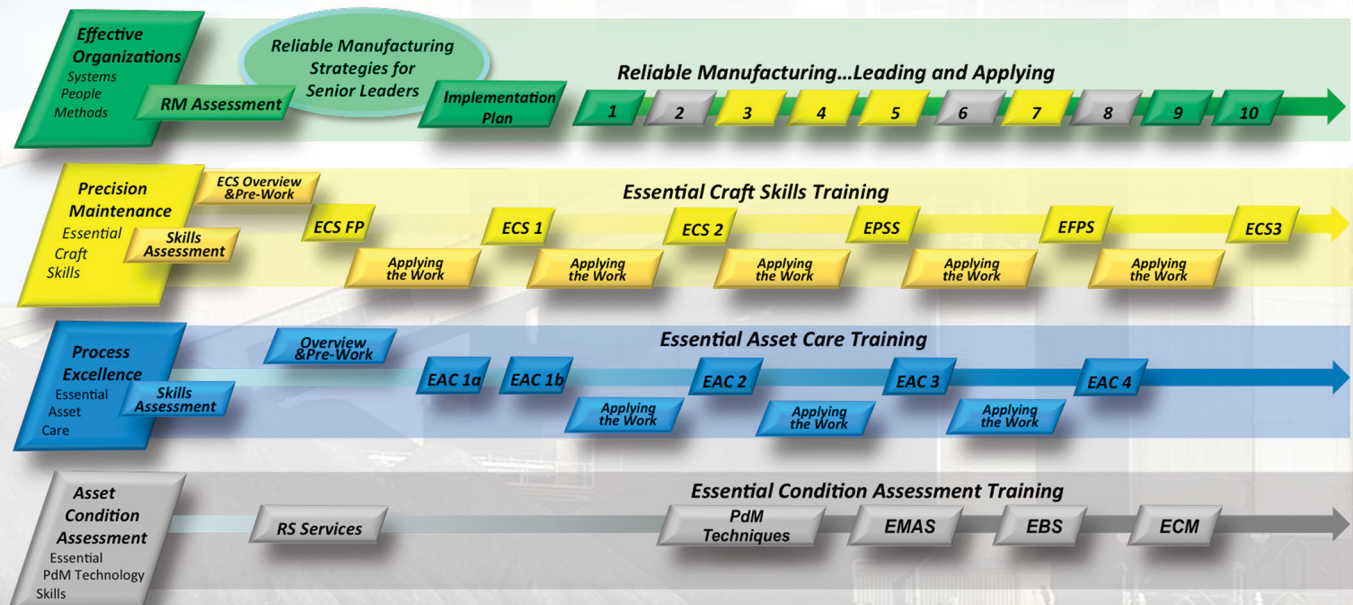 Effective
Organizations
Systems
People
Methods
RM Assessment
Reliable Manufacturing
Strategies for
Senior Leaders
Implementation
Plan
Reliable Manufacturing...Leading and Applying
1
2
3
4
5
6
7
8
9
10
Precision
Maintenance
Essential
Craft
Skills
ECS Overview
&Pre-Work
Skills
Assessment
Essential Craft Skills Training
ECS FP
ECS 1
ECS 2
EPSS
EFPS
ECS3
Applying
the Work
Applying
the Work
Applying
the Work
Applying
the Work
Applying
the Work
Process
Excellence
Essential
Asset
Care
Overview
&Pre-Work
Skills
Assessment
Essential Asset Care Training
EAC 1a
EAC 1b
EAC 2
EAC 3
EAC 4
Applying
the Work
Applying
the Work
Applying
the Work
Asset
Condition
Assessment
Essential
PdM Technology
Skills
RS Services
Essential Condition Assessment Training
PdM
Techniques
EMAS
EBS
ECM